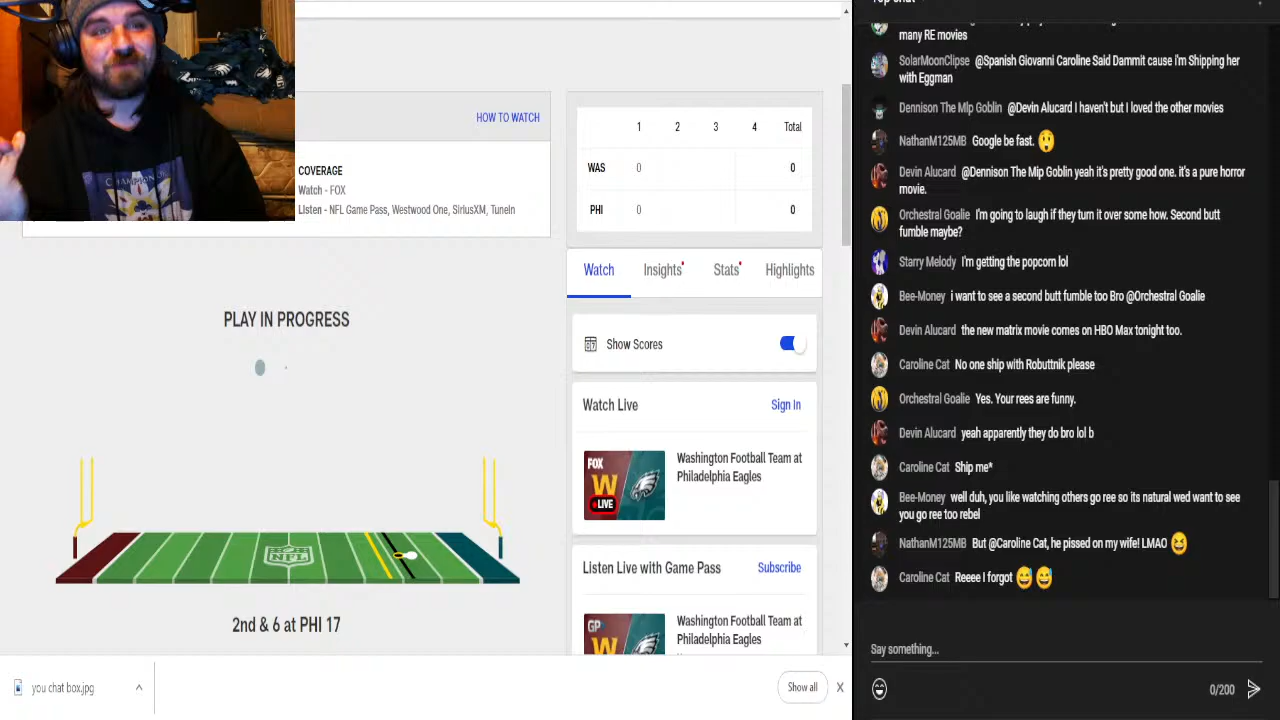 HOW TO WATCH
COVERAGE
Watch - FOX
Listen - NFL Game Pass, Westwood One, SiriusXM, TuneIn
CHAMPION
1 2 3 4 Total
WAS 0 0
PHI 0 0
Watch Insights Stats Highlights
Show Scores
PLAY IN PROGRESS
Watch Live Sign In
FOX
W
LIVE
Washington Football Team at
Philadelphia Eagles
NFL
2nd & 6 at PHI 17
Listen Live with Game Pass Subscribe
GP
W
Washington Football Team at
Philadelphia Eagles
you chat box.jpg
Show all X
many RE movies
SolarMoonClipse @Spanish Giovanni Caroline Said Dammit cause i'm Shipping her
with Eggman
Dennison The Mlp Goblin @Devin Alucard I haven't but I loved the other movies
NathanM125MB Google be fast.
Devin Alucard @Dennison The Mlp Goblin yeah it's pretty good one. it's a pure horror
movie.
Orchestral Goalie I'm going to laugh if they turn it over some how. Second butt
fumble maybe?
Starry Melody I'm getting the popcorn lol
Bee-Money i want to see a second butt fumble too Bro @Orchestral Goalie
Devin Alucard the new matrix movie comes on HBO Max tonight too.
Caroline Cat No one ship with Robuttnik please
Orchestral Goalie Yes. Your rees are funny.
Devin Alucard yeah apparently they do bro lol b
Caroline Cat Ship me*
Bee-Money well duh, you like watching others go ree so its natural wed want to see
you go ree too rebel
NathanM125MB But @Caroline Cat, he pissed on my wife! LMAO
Caroline Cat Reeee I forgot
Say something...
0/200